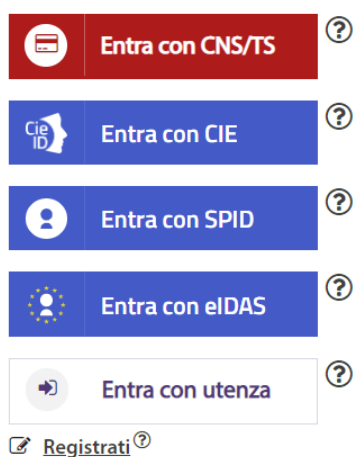 Entra con CNS/TS ?
Cie ID Entra con CIE ?
Entra con SPID ?
Entra con eIDAS ?
Entra con utenza ?
Registrati ?